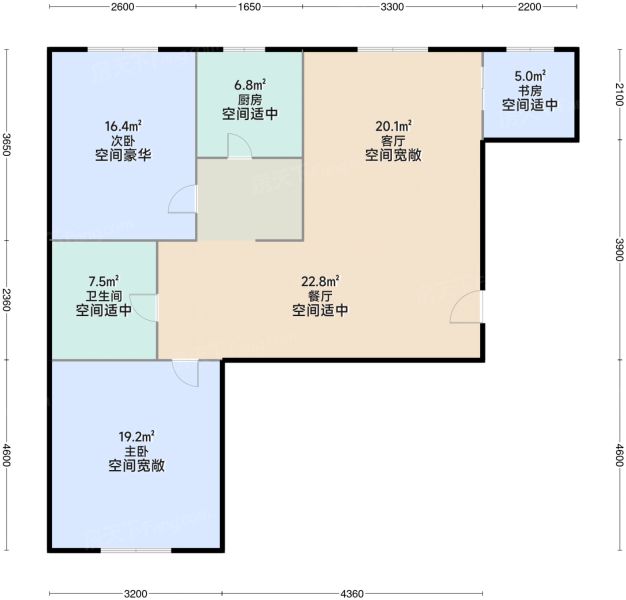 2600
1650
3300
2200
6.8㎡
厨房
空间适中
5.0㎡
书房
空间适中
2100
3650
16.4㎡
次卧
空间豪华
20.1㎡
客厅
空间宽敞
3900
2360
7.5㎡
卫生间
空间适中
22.8㎡
餐厅
空间适中
4600
19.2㎡
主卧
空间宽敞
4600
3200
4360